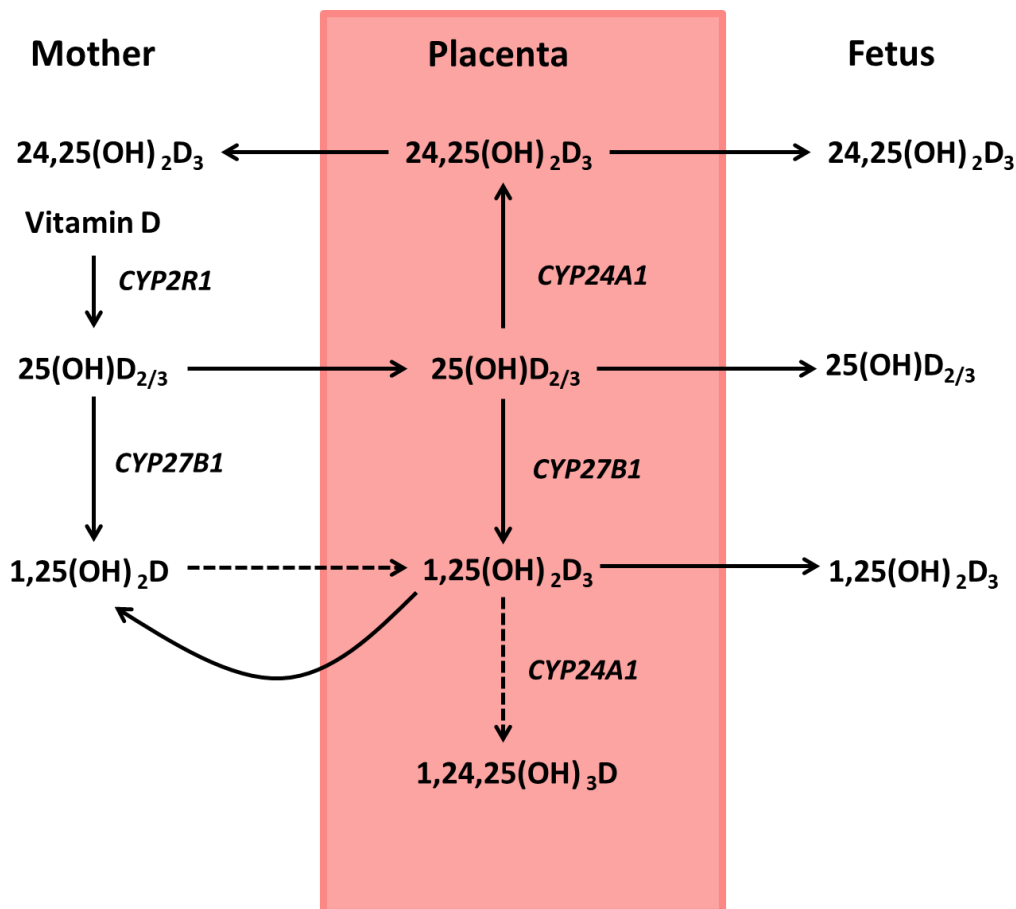 Mother Placenta Fetus
24,25(OH) ₂D₃ 24,25(OH) ₂D₃ 24,25(OH) ₂D₃
Vitamin D
CYP2R1 CYP24A1
25(OH)D₂/₃ 25(OH)D₂/₃ 25(OH)D₂/₃
CYP27B1 CYP27B1
1,25(OH) ₂D 1,25(OH) ₂D₃ 1,25(OH) ₂D₃
CYP24A1
1,24,25(OH) ₃D